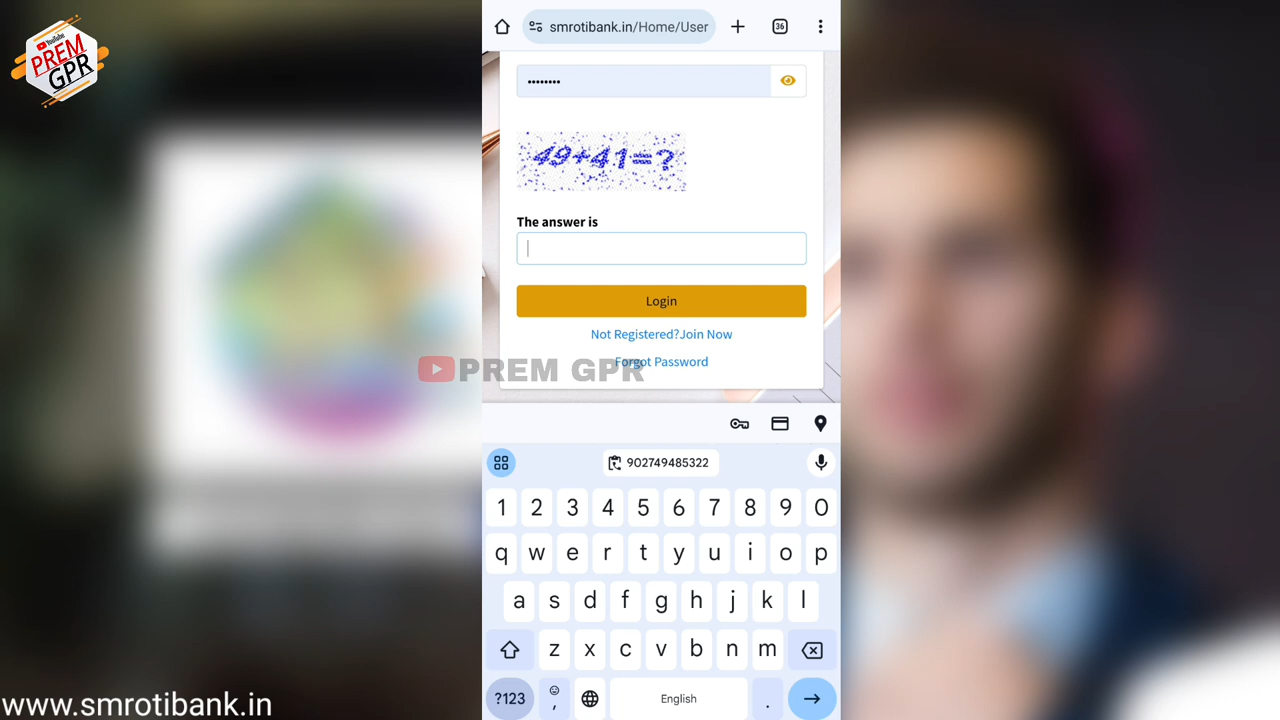 YouTube
PREM
GPR
smrotibank.in/Home/User
36
••••••••
49+41=?
The answer is
Login
Not Registered?Join Now
Forgot Password
PREM GPR
902749485322
1 2 3 4 5 6 7 8 9 0
q w e r t y u i o p
a s d f g h j k l
z x c v b n m
?123 , English .
www.smrotibank.in